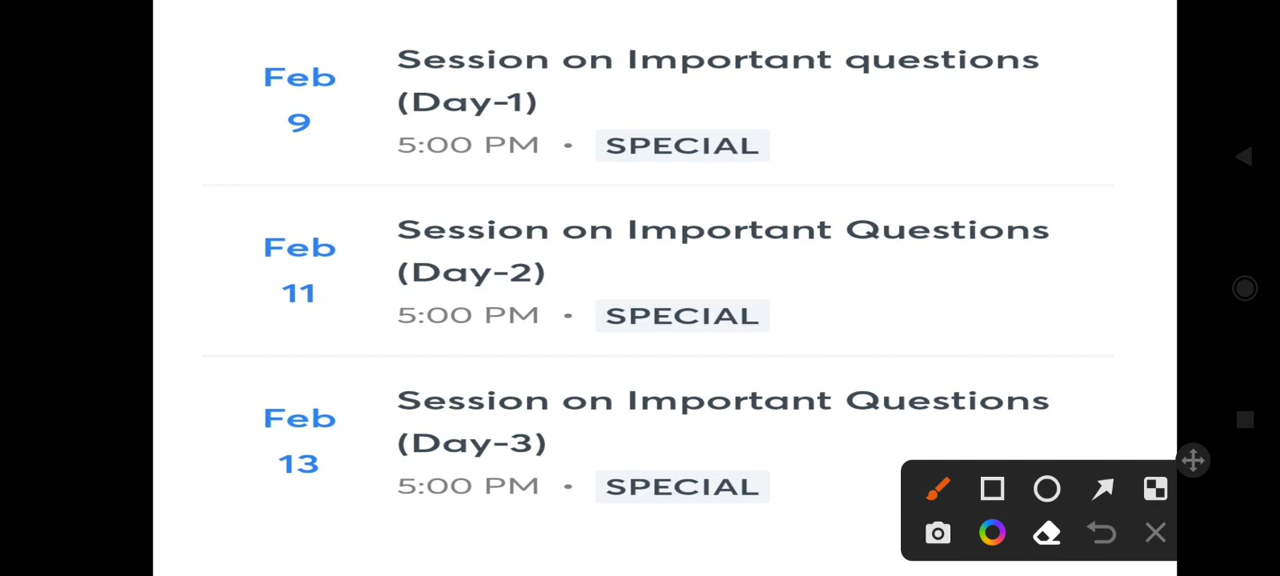 Feb
9
Session on Important questions
(Day-1)
5:00 PM • SPECIAL
Feb
11
Session on Important Questions
(Day-2)
5:00 PM • SPECIAL
Feb
13
Session on Important Questions
(Day-3)
5:00 PM • SPECIAL